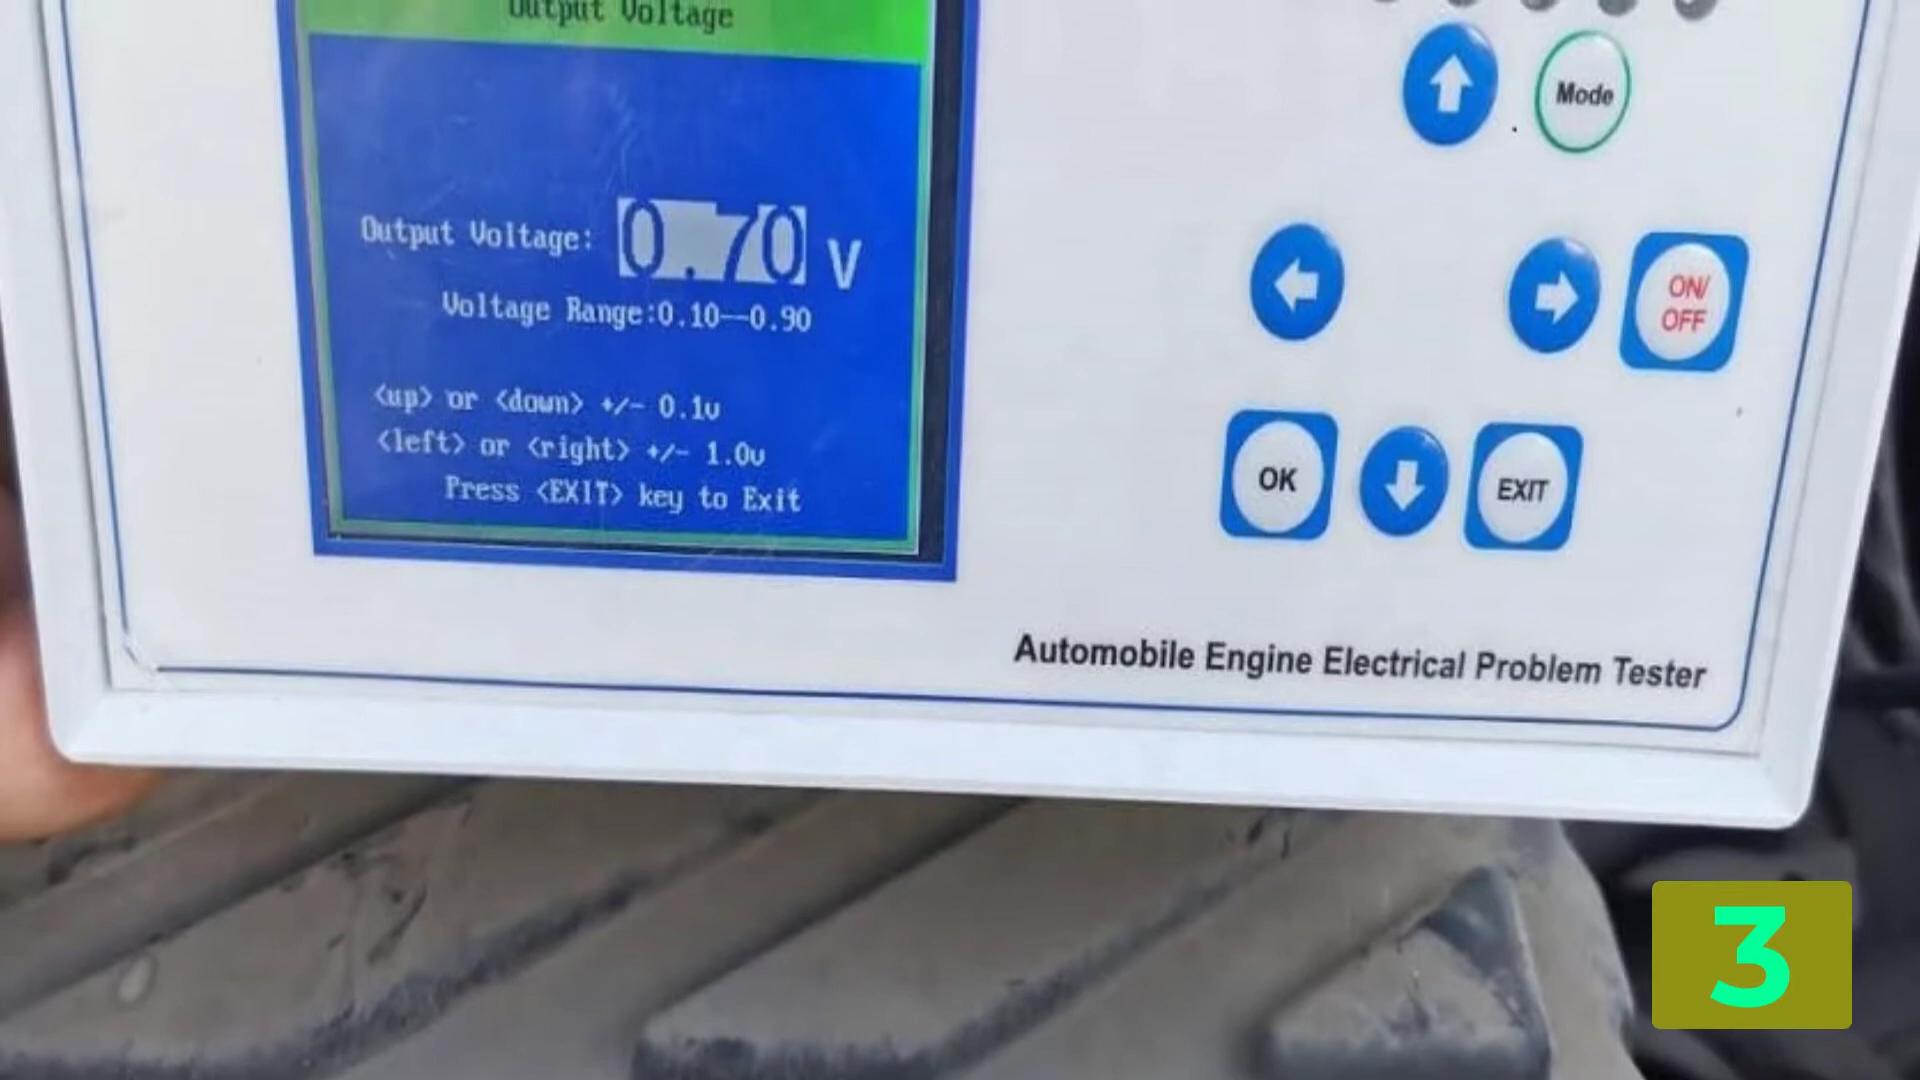 Output Voltage
Output Voltage: 0.70 V
Voltage Range:0.10--0.90
<up> or <down> +/- 0.1v
<left> or <right> +/- 1.0v
Press <EXIT> key to Exit
Mode
ON/
OFF
OK
EXIT
Automobile Engine Electrical Problem Tester
3